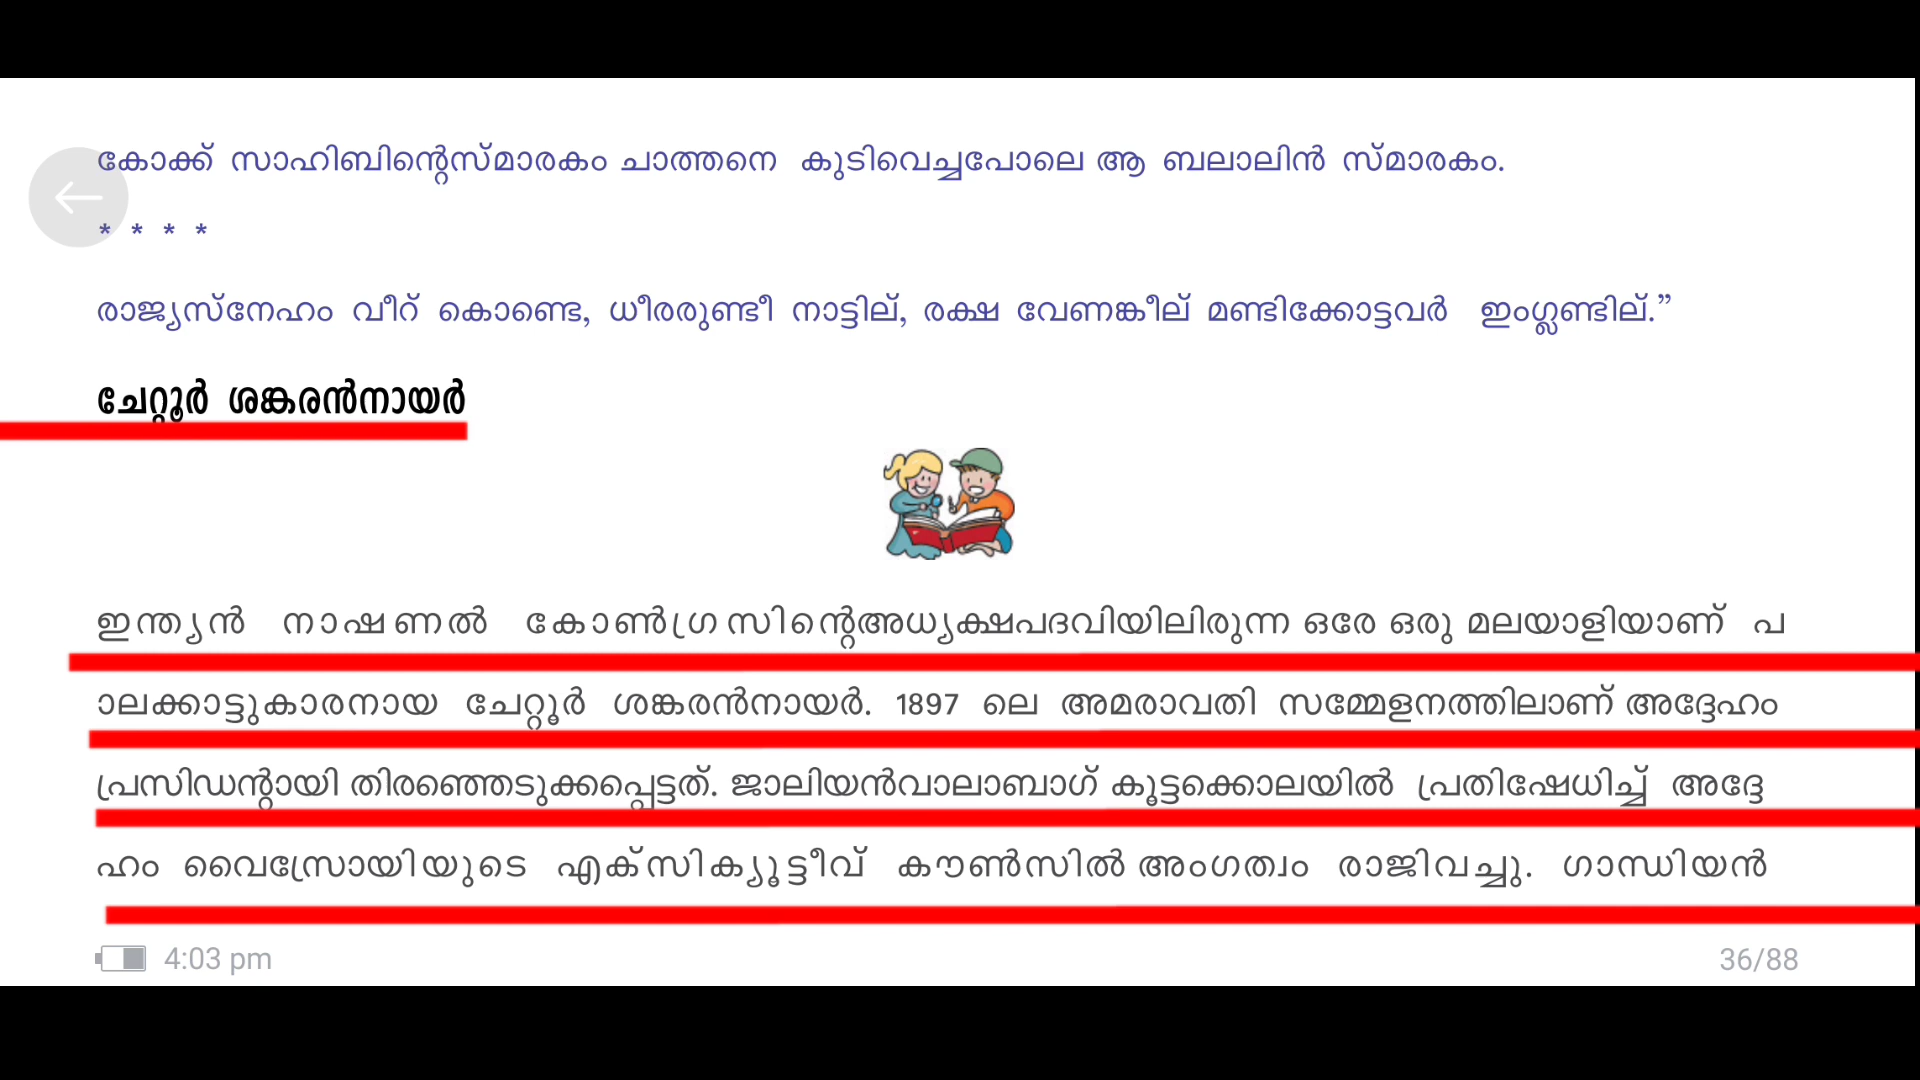 കോക്ക് സാഹിബിന്റെസ്മാരകം ചാത്തനെ കുടിവെച്ചപോലെ ആ ബലാലിൻ സ്മാരകം.
* * * *
രാജ്യസ്നേഹം വീറ് കൊണ്ടെ, ധീരരുണ്ടീ നാട്ടില്, രക്ഷ വേണങ്കീല് മണ്ടിക്കോട്ടവർ ഇംഗ്ലണ്ടില്.”
ചേറ്റൂർ ശങ്കരൻനായർ
ഇന്ത്യൻ നാഷണൽ കോൺഗ്രസിന്റെഅധ്യക്ഷപദവിയിലിരുന്ന ഒരേ ഒരു മലയാളിയാണ് പ
ാലക്കാട്ടുകാരനായ ചേറ്റൂർ ശങ്കരൻനായർ. 1897 ലെ അമരാവതി സമ്മേളനത്തിലാണ് അദ്ദേഹം
പ്രസിഡന്റായി തിരഞ്ഞെടുക്കപ്പെട്ടത്. ജാലിയൻവാലാബാഗ് കൂട്ടക്കൊലയിൽ പ്രതിഷേധിച്ച് അദ്ദേ
ഹം വൈസ്രോയിയുടെ എക്സിക്യൂട്ടീവ് കൗൺസിൽ അംഗത്വം രാജിവച്ചു. ഗാന്ധിയൻ
4:03 pm
36/88